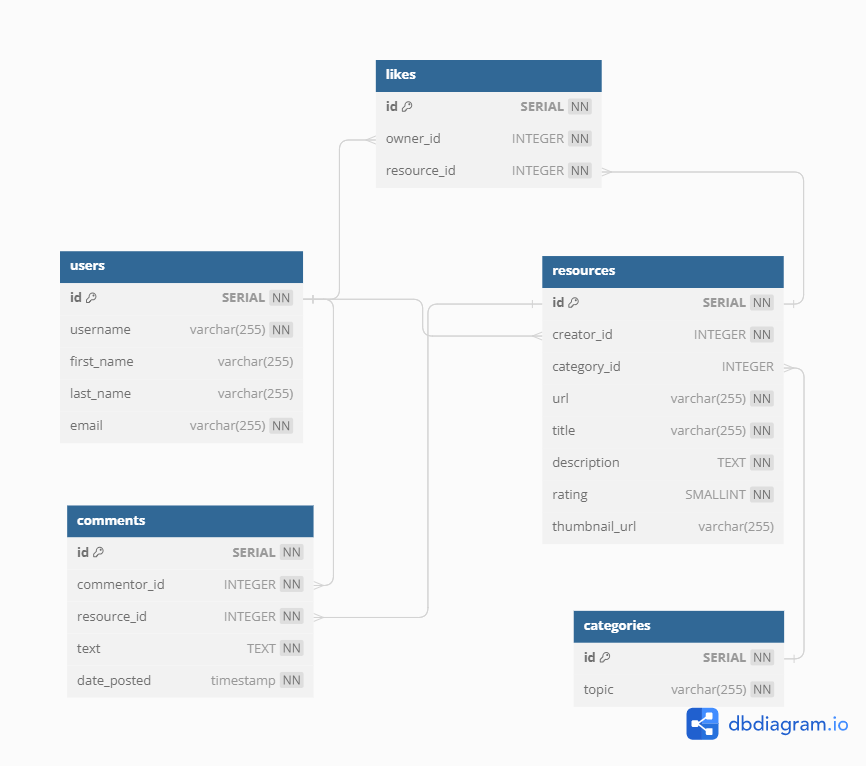 likes
id SERIAL NN
owner_id INTEGER NN
resource_id INTEGER NN
users
id SERIAL NN
username varchar(255) NN
first_name varchar(255)
last_name varchar(255)
email varchar(255) NN
resources
id SERIAL NN
creator_id INTEGER NN
category_id INTEGER
url varchar(255) NN
title varchar(255) NN
description TEXT NN
rating SMALLINT NN
thumbnail_url varchar(255)
comments
id SERIAL NN
commentor_id INTEGER NN
resource_id INTEGER NN
text TEXT NN
date_posted timestamp NN
categories
id SERIAL NN
topic varchar(255) NN
dbdiagram.io